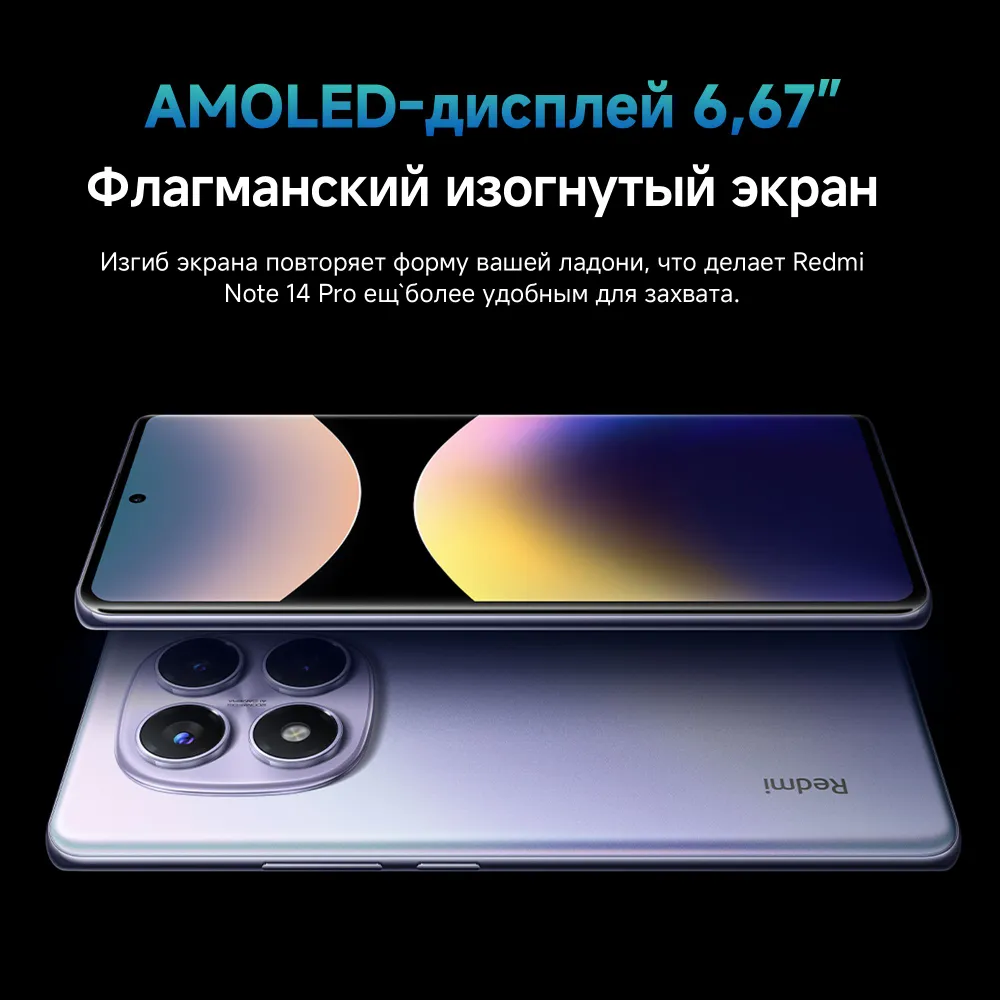 AMOLED-дисплей 6,67”
Флагманский изогнутый экран
Изгиб экрана повторяет форму вашей ладони, что делает Redmi
Note 14 Pro ещ`более удобным для захвата.
Redmi